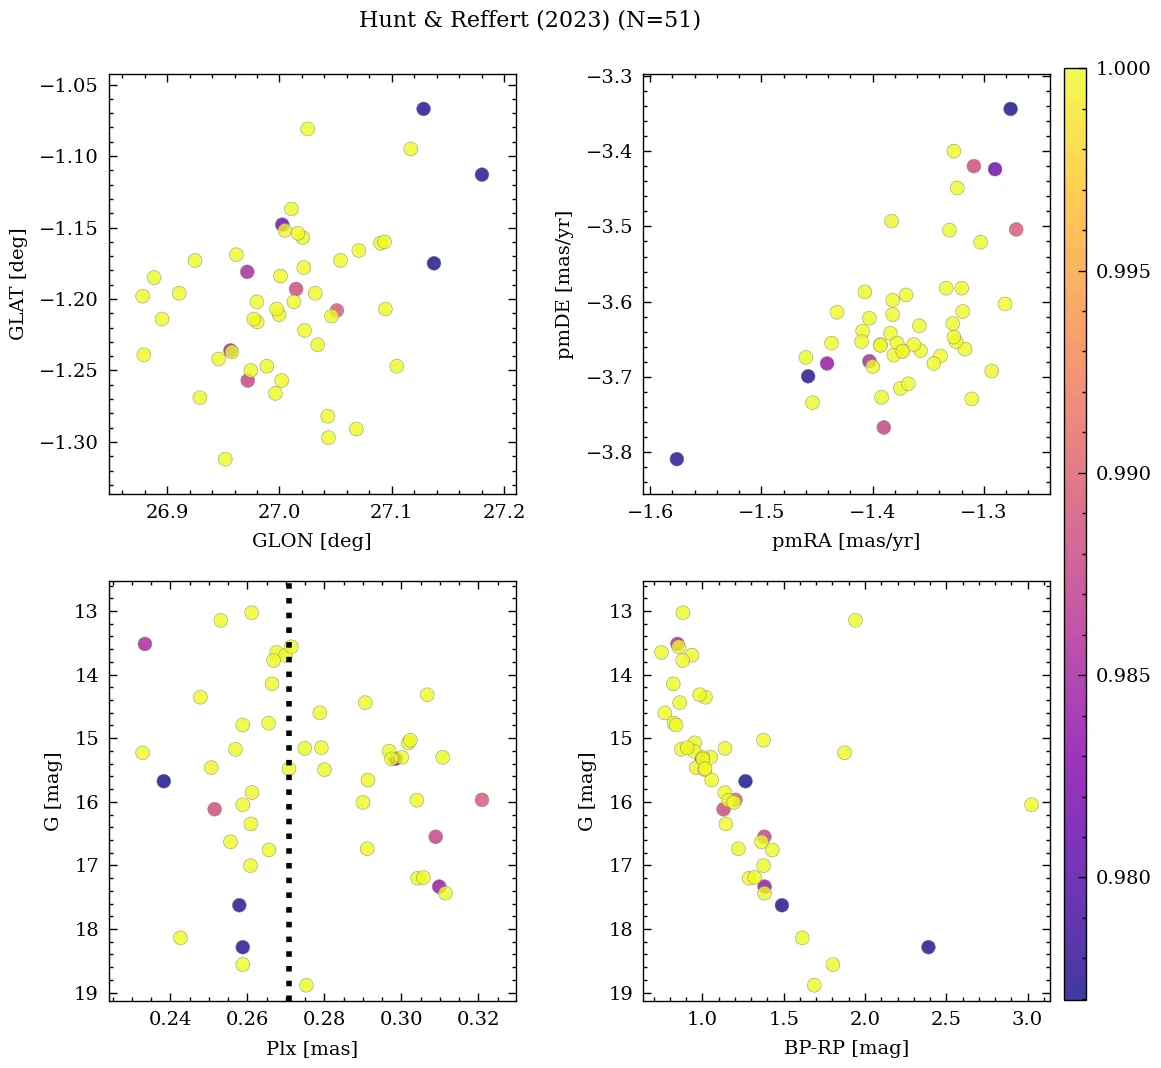 Hunt & Reffert (2023) (N=51)
−1.05
−1.10
−1.15
−1.20
−1.25
−1.30
GLAT [deg]
26.9 27.0 27.1 27.2
GLON [deg]
−3.3
−3.4
−3.5
−3.6
−3.7
−3.8
pmDE [mas/yr]
−1.6 −1.5 −1.4 −1.3
pmRA [mas/yr]
13
14
15
16
17
18
19
G [mag]
0.24 0.26 0.28 0.30 0.32
Plx [mas]
13
14
15
16
17
18
19
G [mag]
1.0 1.5 2.0 2.5 3.0
BP-RP [mag]
1.000
0.995
0.990
0.985
0.980